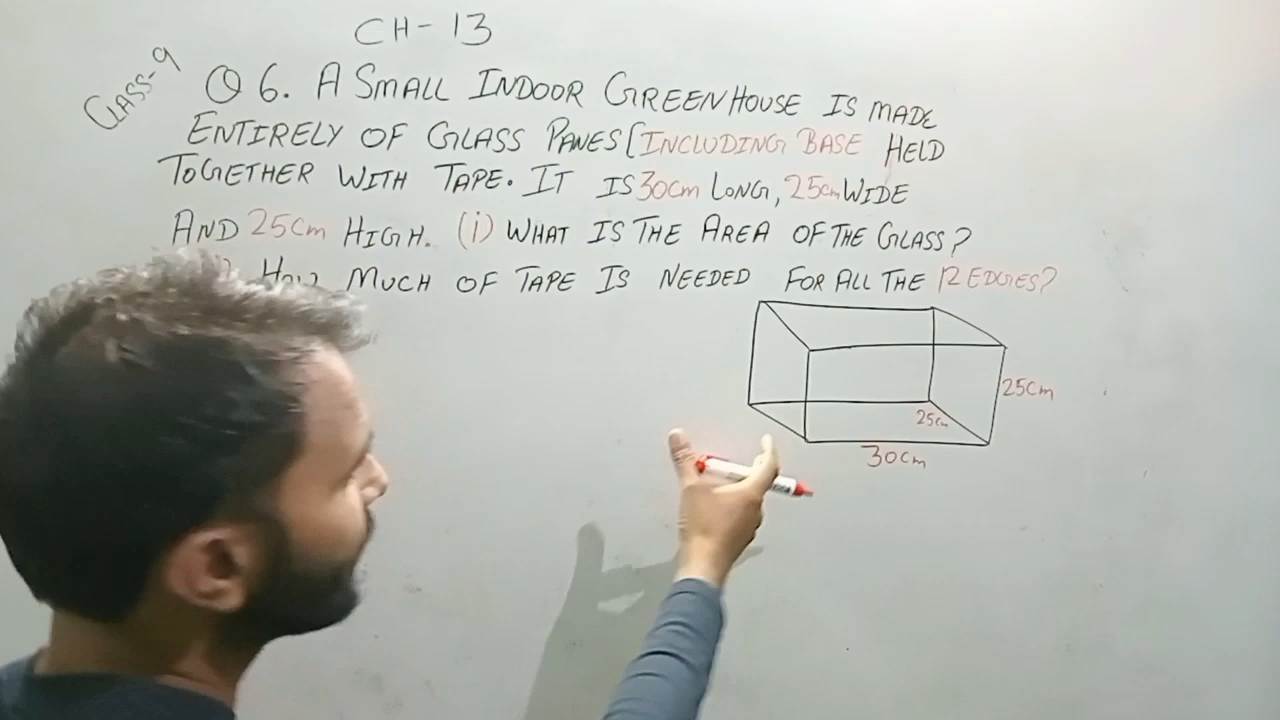 CH-13
CLASS-9
Q 6. A SMALL INDOOR GREENHOUSE IS MADE
ENTIRELY OF GLASS PANES [INCLUDING BASE HELD
TOGETHER WITH TAPE. IT IS 30cm LONG, 25cm WIDE
AND 25cm HIGH. (i) WHAT IS THE AREA OF THE GLASS?
HOW MUCH OF TAPE IS NEEDED FOR ALL THE 12 EDGES?
25cm
25cm
30cm